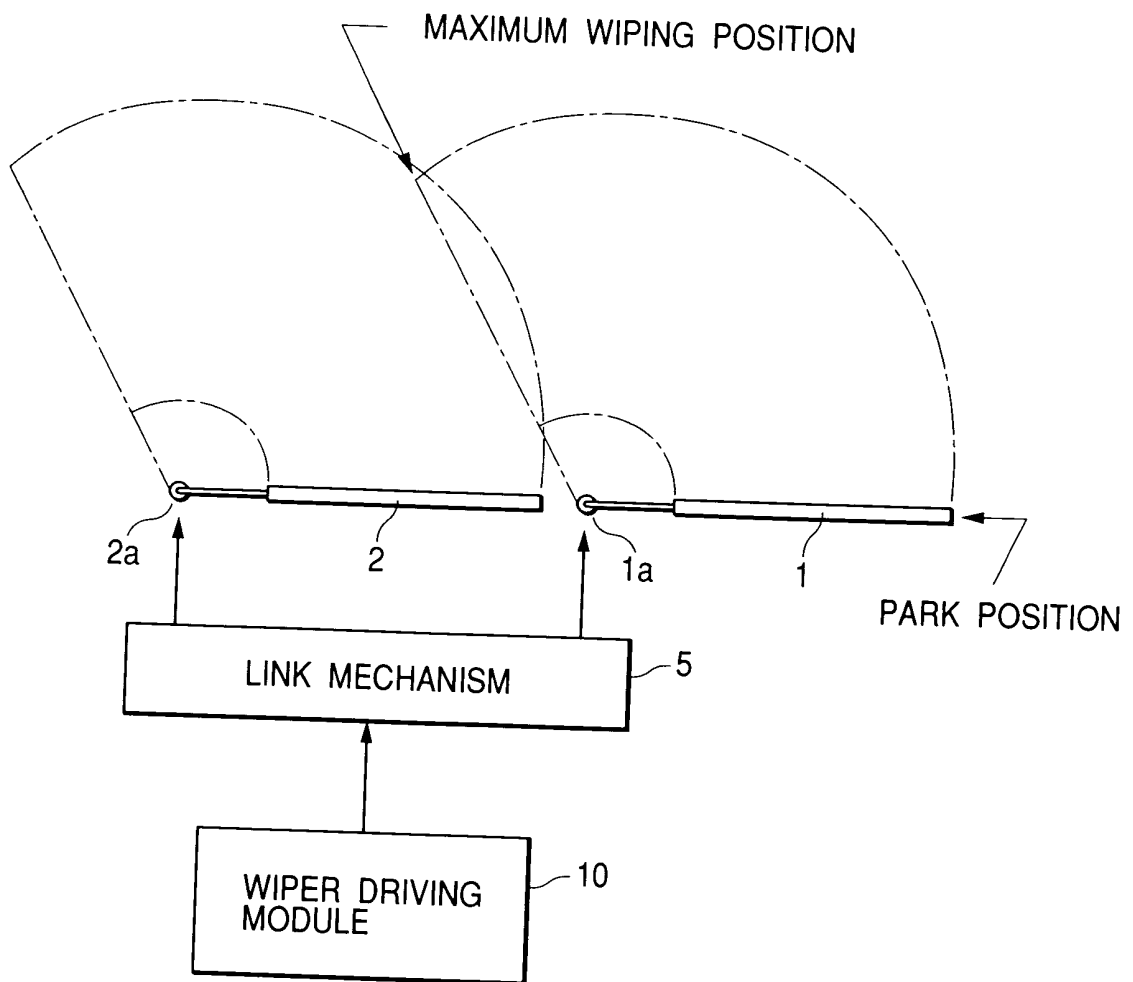 MAXIMUM WIPING POSITION
2a
2
1a
1
PARK POSITION
LINK MECHANISM
5
WIPER DRIVING
MODULE
10